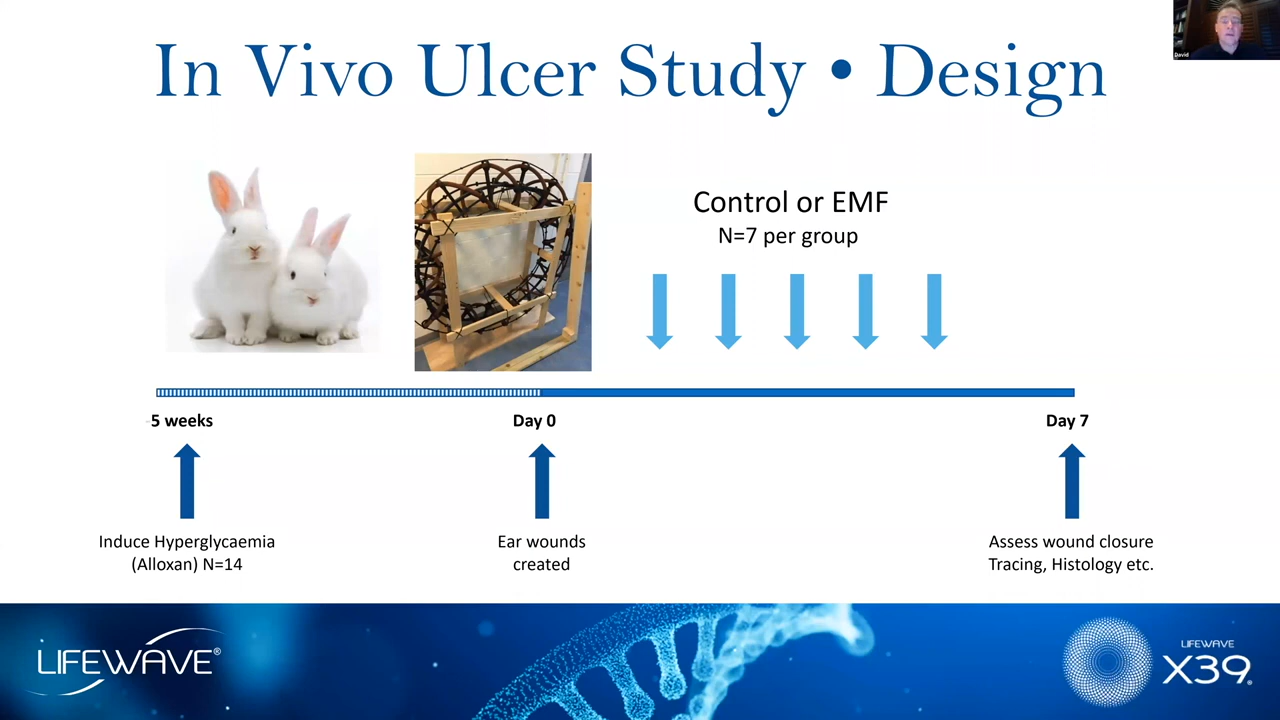 In Vivo Ulcer Study • Design
David
Control or EMF
N=7 per group
-5 weeks
Day 0
Day 7
Induce Hyperglycaemia
(Alloxan) N=14
Ear wounds
created
Assess wound closure
Tracing, Histology etc.
LIFEWAVE®
LIFEWAVE
X39®